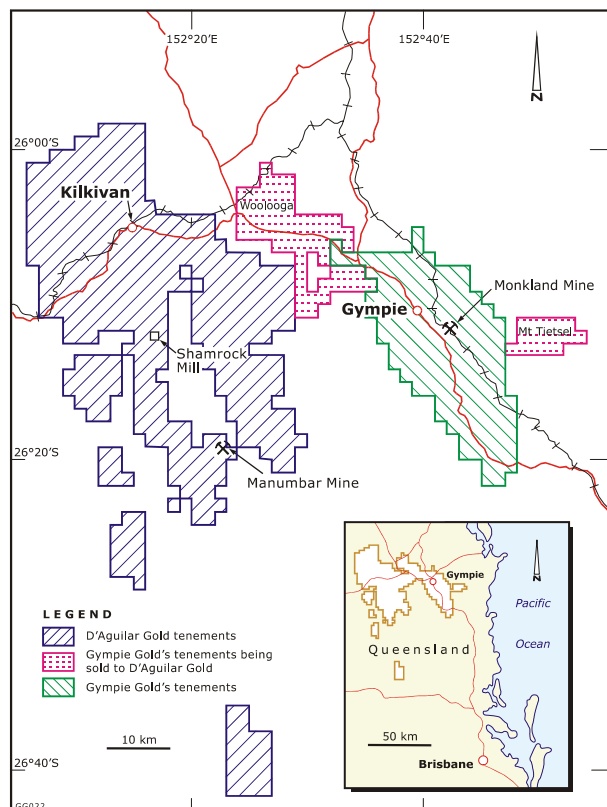 152°20'E
152°40'E
N
26°00'S
Kilkivan
Woolooga
Monkland Mine
Gympie
Mt Tietsel
Shamrock
Mill
26°20'S
Manumbar Mine
LEGEND
D'Aguilar Gold tenements
Gympie Gold's tenements being
sold to D'Aguilar Gold
Gympie Gold's tenements
10 km
26°40'S
GG022
N
Gympie
Pacific
Ocean
Queensland
50 km
Brisbane